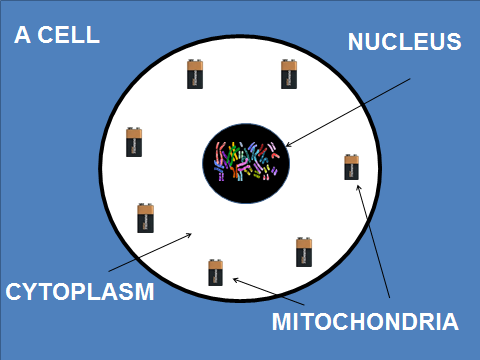 A CELL
NUCLEUS
CYTOPLASM
MITOCHONDRIA